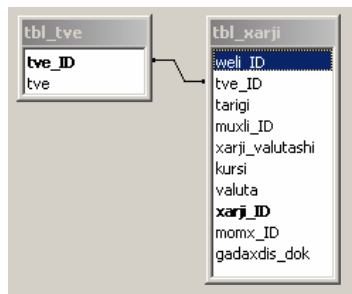 tbl_tve
tve_ID
tve
tbl_xarji
weli_ID
tve_ID
tarigi
muxli_ID
xarji_valutashi
kursi
valuta
xarji_ID
momx_ID
gadaxdis_dok